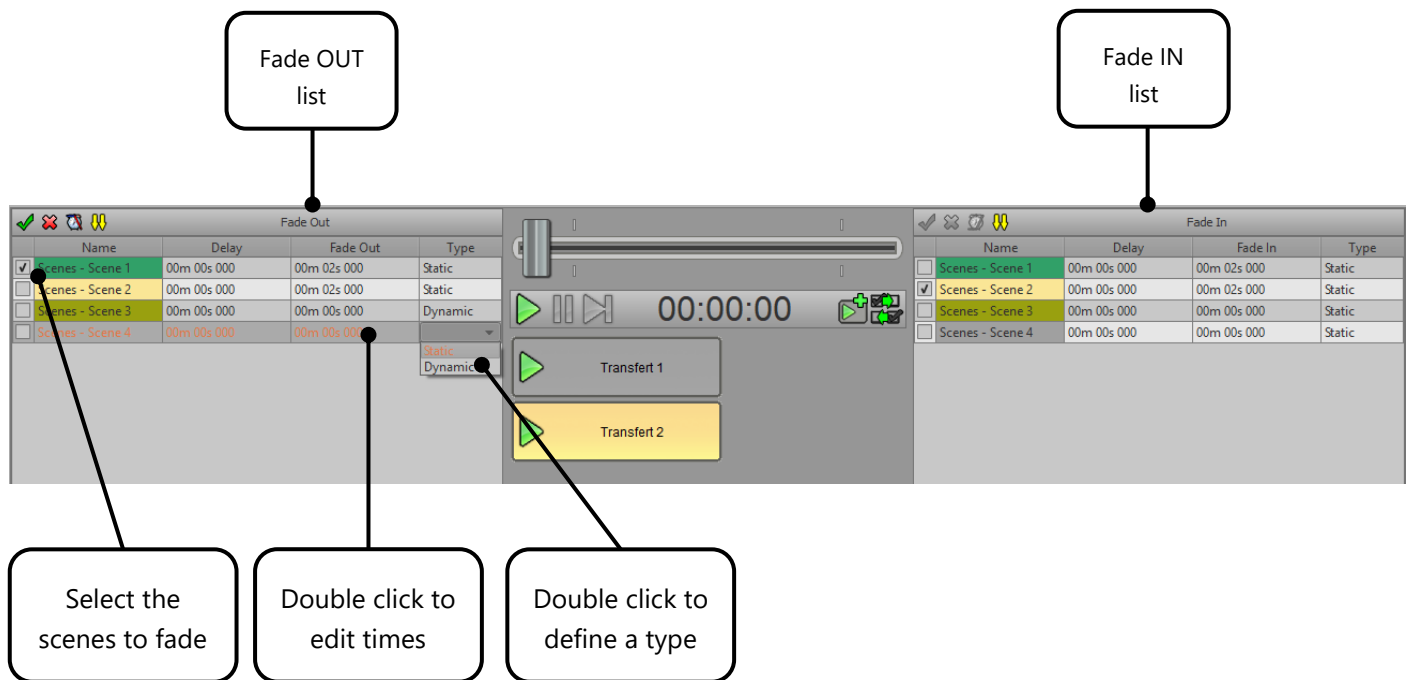 Fade OUT
list
Fade IN
list
Fade Out
Name Delay Fade Out Type
Scenes - Scene 1 00m 00s 000 00m 02s 000 Static
Scenes - Scene 2 00m 00s 000 00m 02s 000 Static
Scenes - Scene 3 00m 00s 000 00m 00s 000 Dynamic
Scenes - Scene 4 00m 00s 000 00m 00s 000
Static
Dynamic
00:00:00
Transfert 1
Transfert 2
Fade In
Name Delay Fade In Type
Scenes - Scene 1 00m 00s 000 00m 02s 000 Static
Scenes - Scene 2 00m 00s 000 00m 02s 000 Static
Scenes - Scene 3 00m 00s 000 00m 00s 000 Static
Scenes - Scene 4 00m 00s 000 00m 00s 000 Static
Select the
scenes to fade
Double click to
edit times
Double click to
define a type